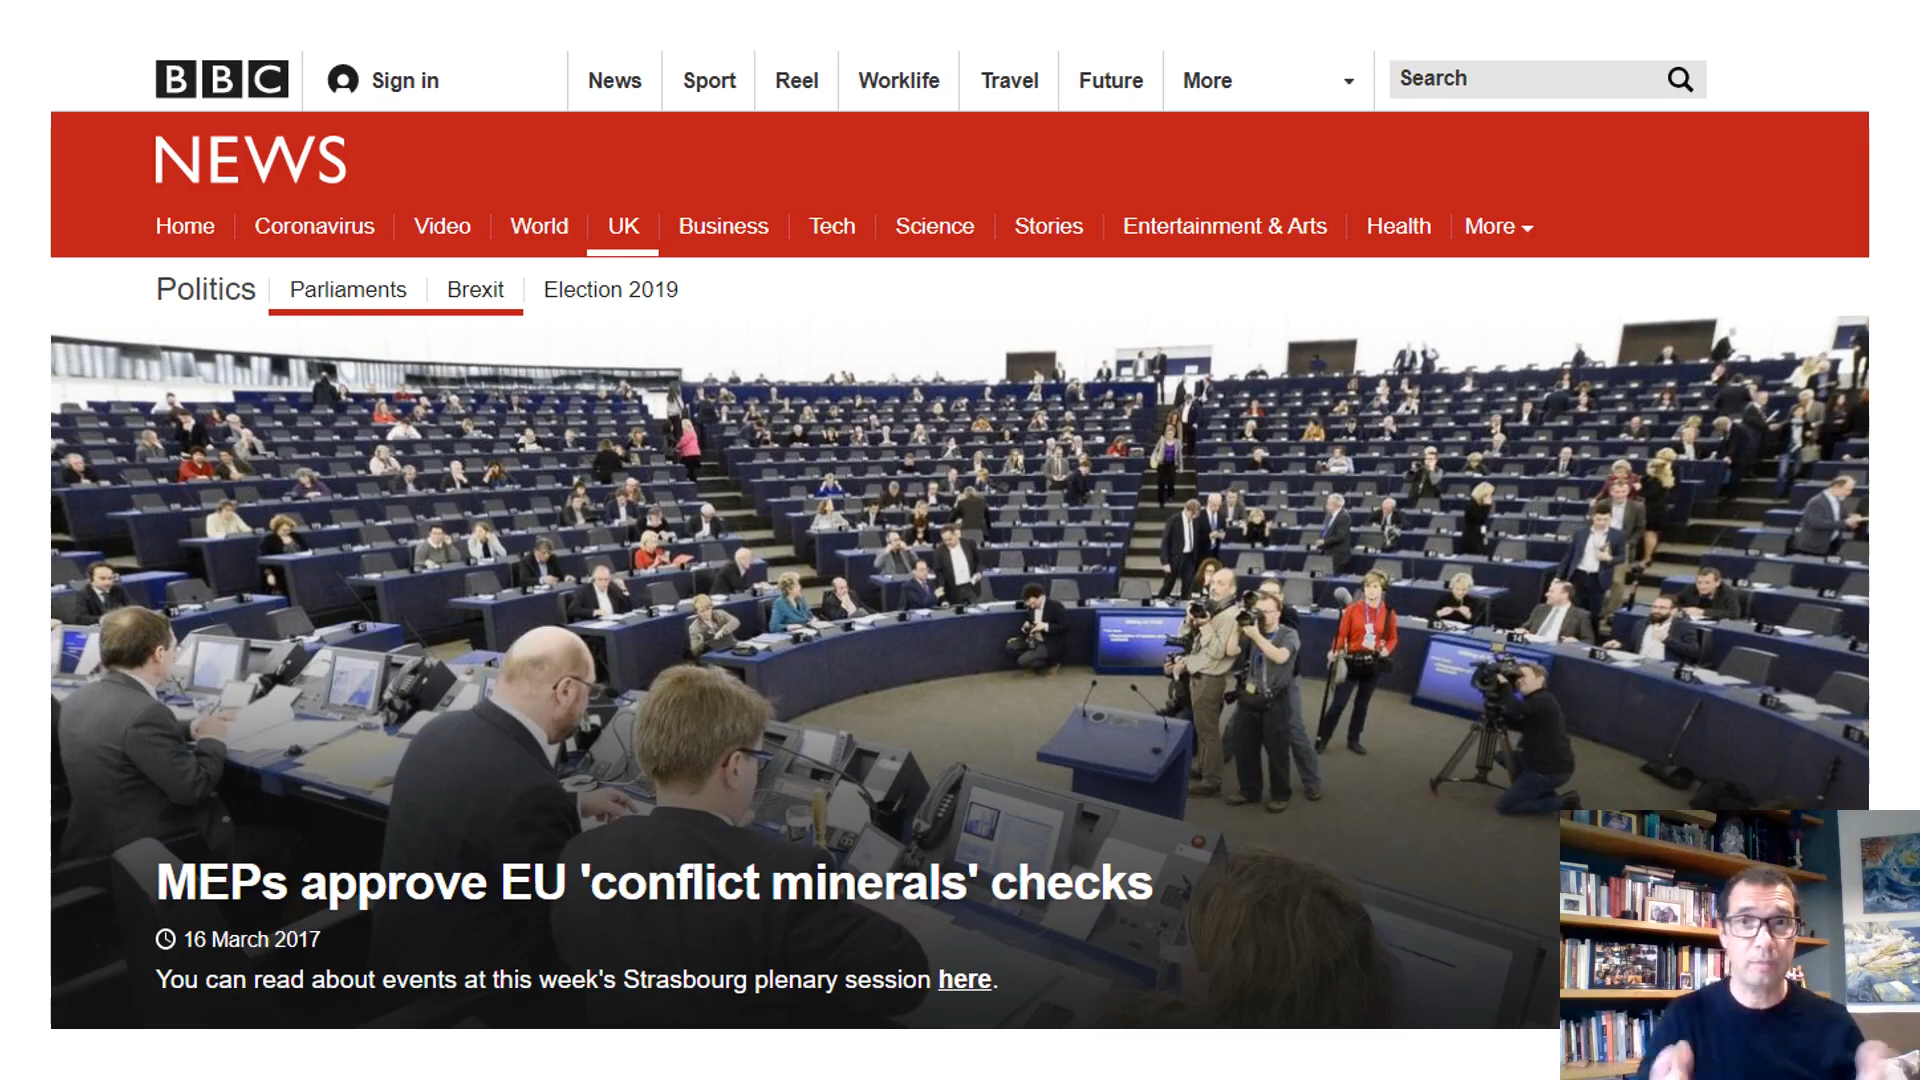 BBC Sign in News Sport Reel Worklife Travel Future More Search
NEWS
Home Coronavirus Video World UK Business Tech Science Stories Entertainment & Arts Health More
Politics Parliaments Brexit Election 2019
MEPs approve EU 'conflict minerals' checks
16 March 2017
You can read about events at this week's Strasbourg plenary session here.